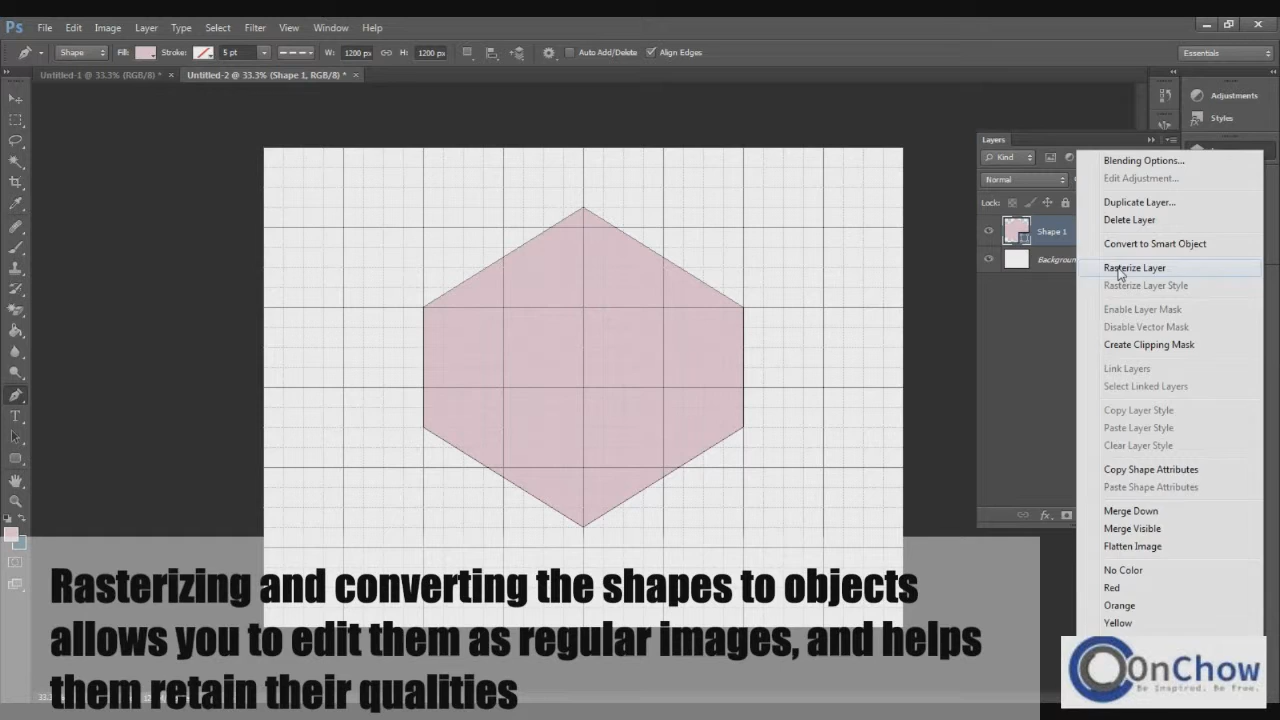 Ps File Edit Image Layer Type Select Filter View Window Help
Shape Fill: Stroke: 5 pt W: 1200 px H: 1200 px Auto Add/Delete Align Edges Essentials
Untitled-1 @ 33.3% (RGB/8) * × Untitled-2 @ 33.3% (Shape 1, RGB/8) * ×
Adjustments
Styles
Layers
Kind
Normal
Lock:
Shape 1
Background
fx
Blending Options...
Edit Adjustment...
Duplicate Layer...
Delete Layer
Convert to Smart Object
Rasterize Layer
Rasterize Layer Style
Enable Layer Mask
Disable Vector Mask
Create Clipping Mask
Link Layers
Select Linked Layers
Copy Layer Style
Paste Layer Style
Clear Layer Style
Copy Shape Attributes
Paste Shape Attributes
Merge Down
Merge Visible
Flatten Image
No Color
Red
Orange
Yellow
Rasterizing and converting the shapes to objects
allows you to edit them as regular images, and helps
them retain their qualities
OnChow
Be Inspired. Be free.